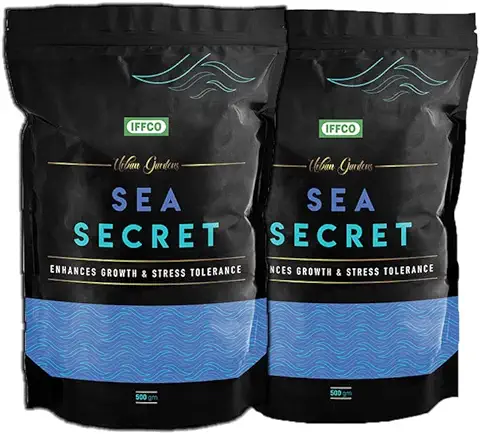 IFFCO
Urban Gardens
SEA
SECRET
ENHANCES GROWTH & STRESS TOLERANCE
500 gm
IFFCO
Urban Gardens
SEA
SECRET
NCES GROWTH & STRESS TOLERANCE
500 gm